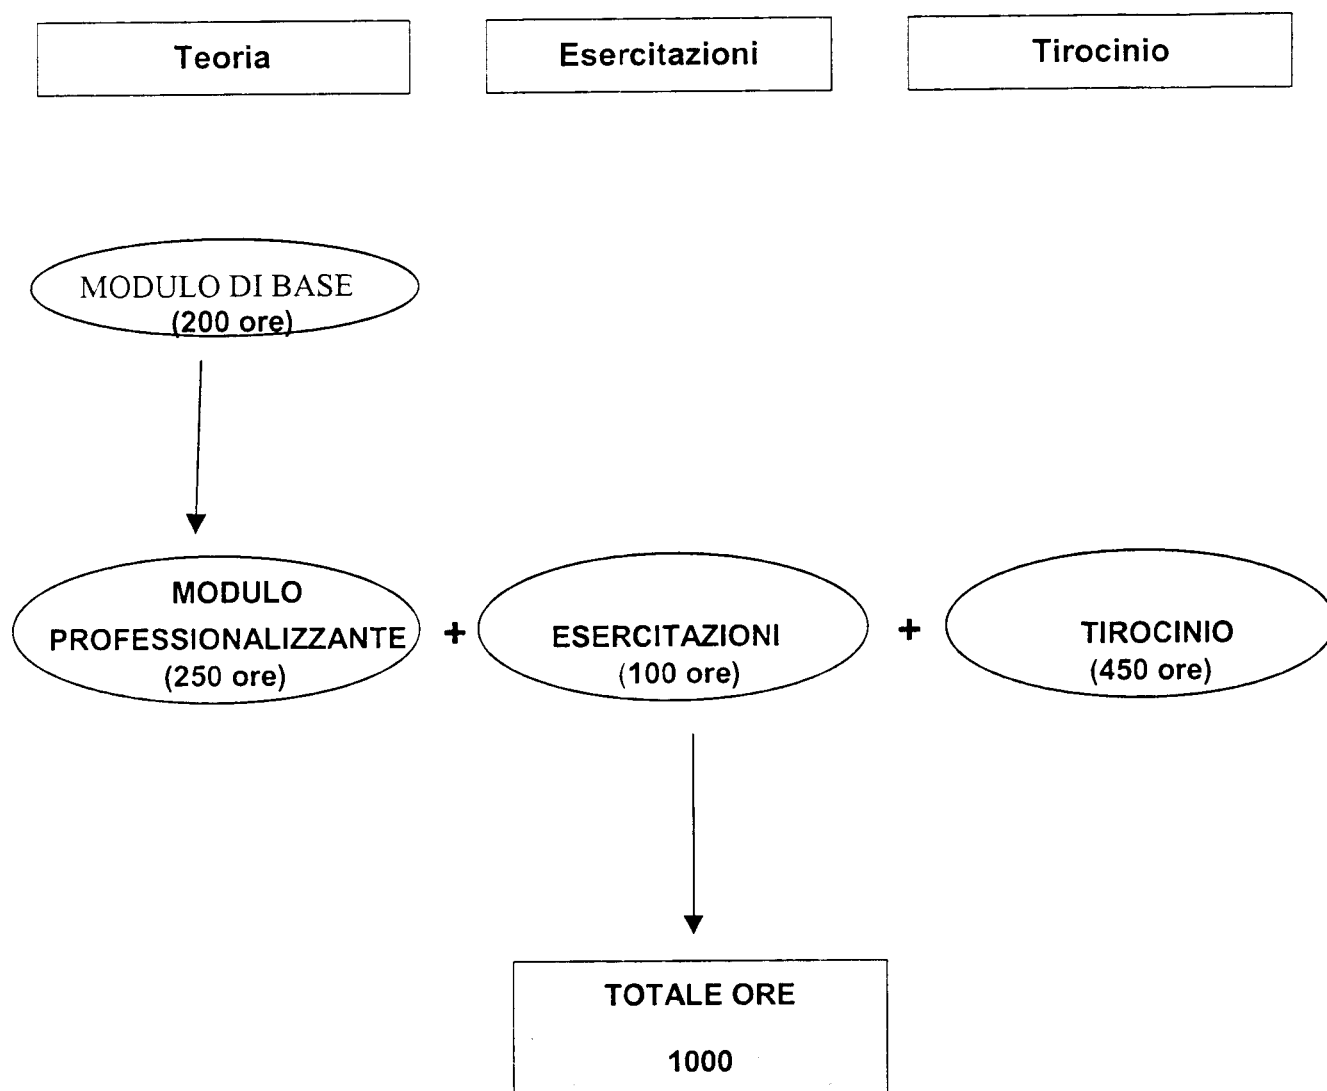 Teoria
Esercitazioni
Tirocinio
MODULO DI BASE
(200 ore)
MODULO
PROFESSIONALIZZANTE
(250 ore)
+
ESERCITAZIONI
(100 ore)
+
TIROCINIO
(450 ore)
TOTALE ORE
1000